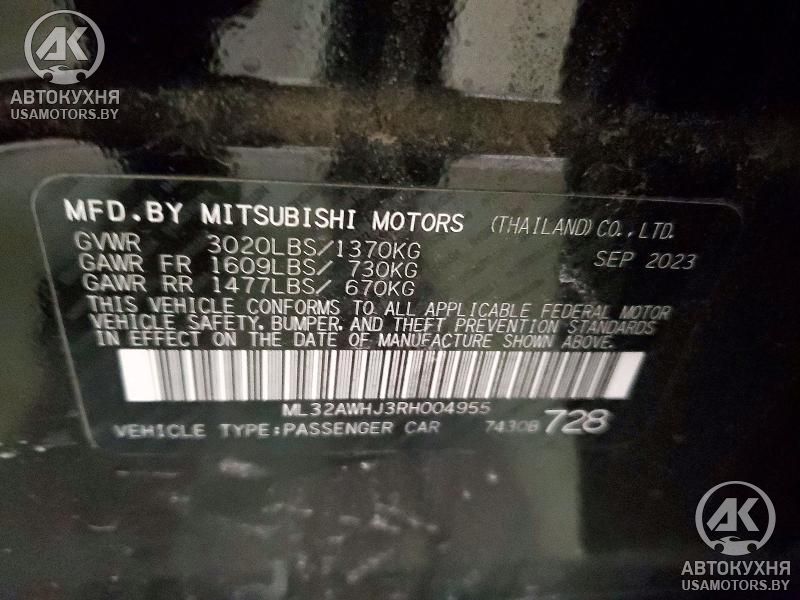 AK
АВТОКУХНЯ
USAMOTORS.BY
MFD.BY MITSUBISHI MOTORS (THAILAND) CO., LTD.
GVWR 3020LBS/1370KG SEP 2023
GAWR FR 1609LBS/ 730KG
GAWR RR 1477LBS/ 670KG
THIS VEHICLE CONFORMS TO ALL APPLICABLE FEDERAL MOTOR
VEHICLE SAFETY, BUMPER, AND THEFT PREVENTION STANDARDS
IN EFFECT ON THE DATE OF MANUFACTURE SHOWN ABOVE.
ML32AWHJ3RH004955
VEHICLE TYPE:PASSENGER CAR 7430B 728
AK
АВТОКУХНЯ
USAMOTORS.BY